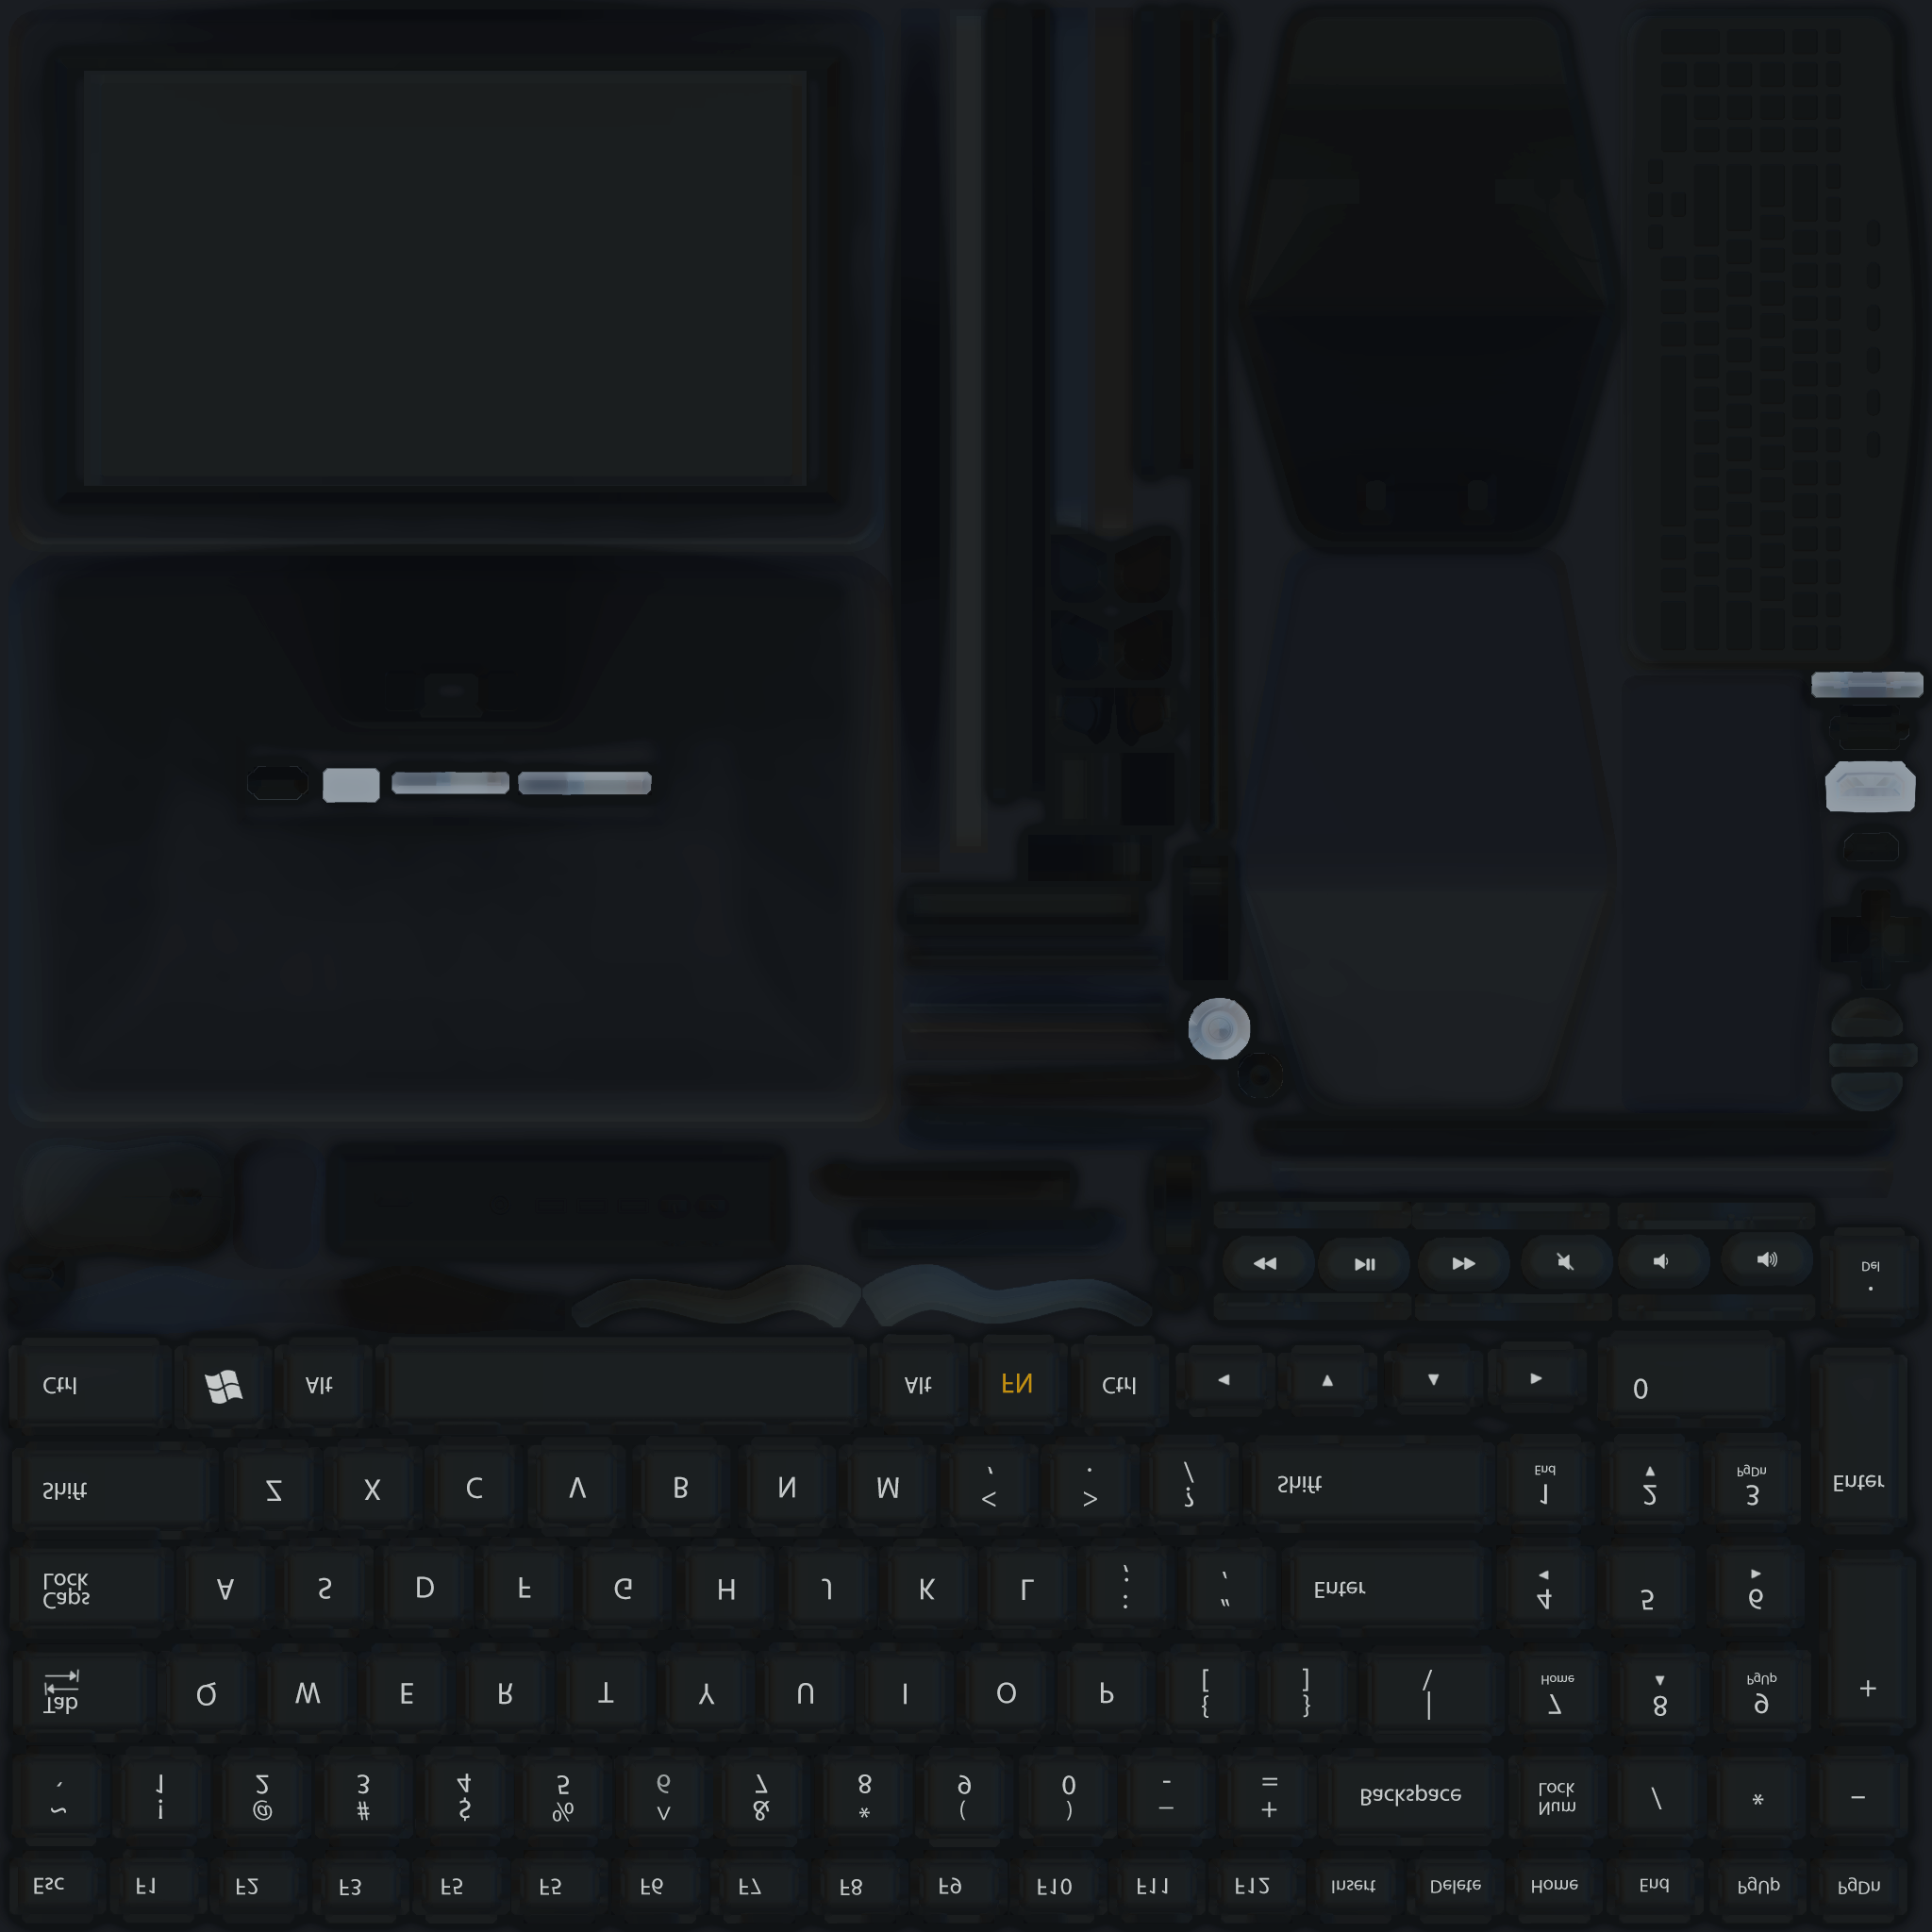 Esc F1 F2 F3 F5 F5 F6 F7 F8 F9 F10 F11 F12 Insert Delete Home End PgUp PgDn
~ ! @ # $ % ^ & * ( ) _ + Backspace Num / * -
` 1 2 3 4 5 6 7 8 9 0 - = Lock
Tab Q W E R T Y U I O P { } | 7 8 9 +
[ ] \ Home ▲ PgUp
Caps A S D F G H J K L : " Enter 4 5 6
Lock ; ' ◄ ►
Shift Z X C V B N M < > ? Shift 1 2 3 Enter
, . / End ▲ PgDn
Ctrl Alt Alt FN Ctrl ◄ ▲ ▲ ► 0
.
Del